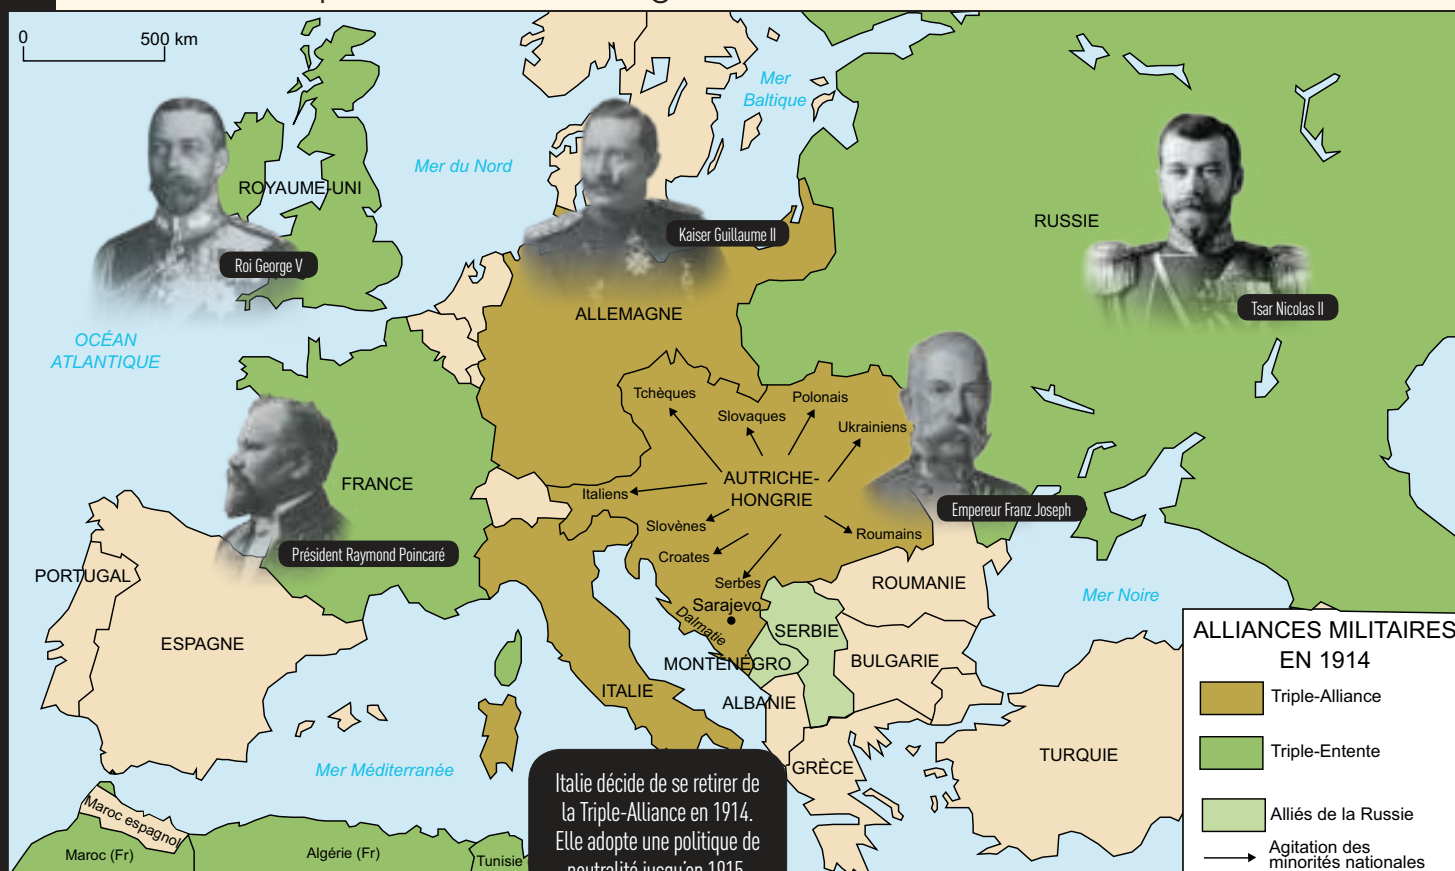 0
500 km
Mer
Baltique
Mer du Nord
ROYAUME-UNI
Roi George V
Kaiser Guillaume II
RUSSIE
Tsar Nicolas II
OCÉAN
ATLANTIQUE
ALLEMAGNE
Tchèques
Slovaques
Polonais
Ukrainiens
AUTRICHE-
HONGRIE
Italiens
Slovènes
Croates
Serbes
Roumains
Empereur Franz Joseph
FRANCE
Président Raymond Poincaré
PORTUGAL
ESPAGNE
Sarajevo
Dalmatie
ROUMANIE
SERBIE
MONTÉNÉGRO
BULGARIE
ALBANIE
ITALIE
GRÈCE
TURQUIE
Mer Noire
Mer Méditerranée
Maroc espagnol
Maroc (Fr)
Algérie (Fr)
Tunisie
Italie décide de se retirer de
la Triple-Alliance en 1914.
Elle adopte une politique de
neutralité jusqu'en 1915.
ALLIANCES MILITAIRES
EN 1914
Triple-Alliance
Triple-Entente
Alliés de la Russie
Agitation des
minorités nationales